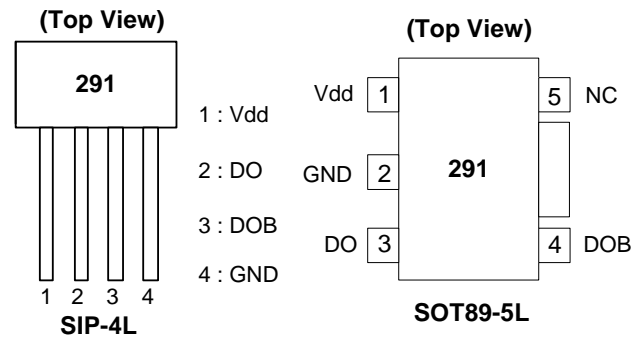 (Top View)
291
1 : Vdd
2 : DO
3 : DOB
4 : GND
1 2 3 4
SIP-4L
(Top View)
Vdd 1 5 NC
GND 2 291
DO 3 4 DOB
SOT89-5L